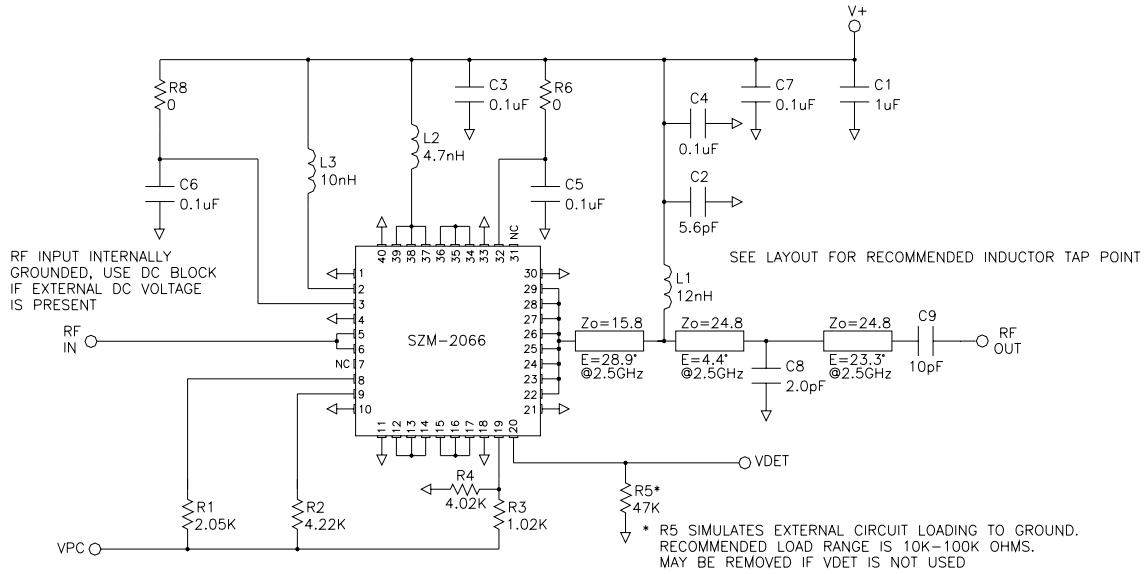 V+
R8
0
C3
0.1uF
R6
0
C4
0.1uF
C7
0.1uF
C1
1uF
L3
10nH
L2
4.7nH
C6
0.1uF
C5
0.1uF
C2
5.6pF
RF INPUT INTERNALLY
GROUNDED, USE DC BLOCK
IF EXTERNAL DC VOLTAGE
IS PRESENT
SEE LAYOUT FOR RECOMMENDED INDUCTOR TAP POINT
40
39
38
37
36
35
34
33
32
31
NC
L1
12nH
1
2
3
4
5
6
7
8
9
10
NC
RF
IN
SZM-2066
30
29
28
27
26
25
24
23
22
21
Zo=15.8
E=28.9°
@2.5GHz
Zo=24.8
E=4.4°
@2.5GHz
C8
2.0pF
Zo=24.8
E=23.3°
@2.5GHz
C9
10pF
RF
OUT
11
12
13
14
15
16
17
18
19
20
VDET
R4
4.02K
R1
2.05K
R2
4.22K
R3
1.02K
R5*
47K
VPC
* R5 SIMULATES EXTERNAL CIRCUIT LOADING TO GROUND.
RECOMMENDED LOAD RANGE IS 10K-100K OHMS.
MAY BE REMOVED IF VDET IS NOT USED